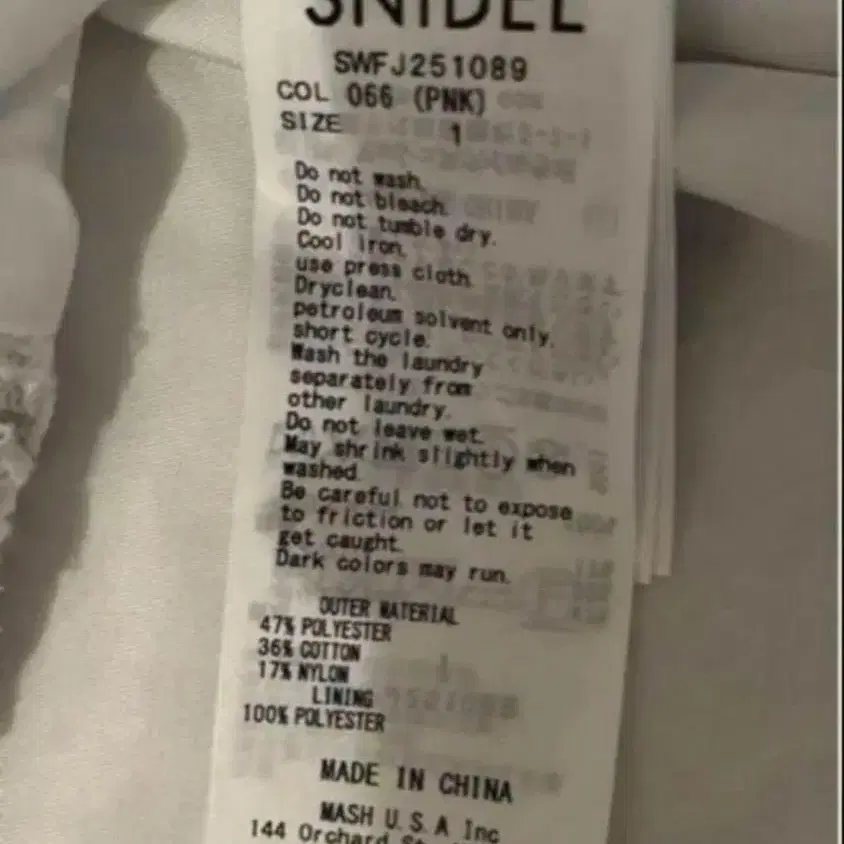 SNIDEL
SWFJ251089
COL 066 (PNK)
SIZE 1
Do not wash.
Do not bleach.
Do not tumble dry.
Cool iron,
use press cloth.
Dryclean,
petroleum solvent only,
short cycle.
Wash the laundry
separately from
other laundry.
Do not leave wet.
May shrink slightly when
washed.
Be careful not to expose
to friction or let it
get caught.
Dark colors may run.
OUTER MATERIAL
47% POLYESTER
36% COTTON
17% NYLON
LINING
100% POLYESTER
MADE IN CHINA
MASH U.S.A Inc
144 Orchard